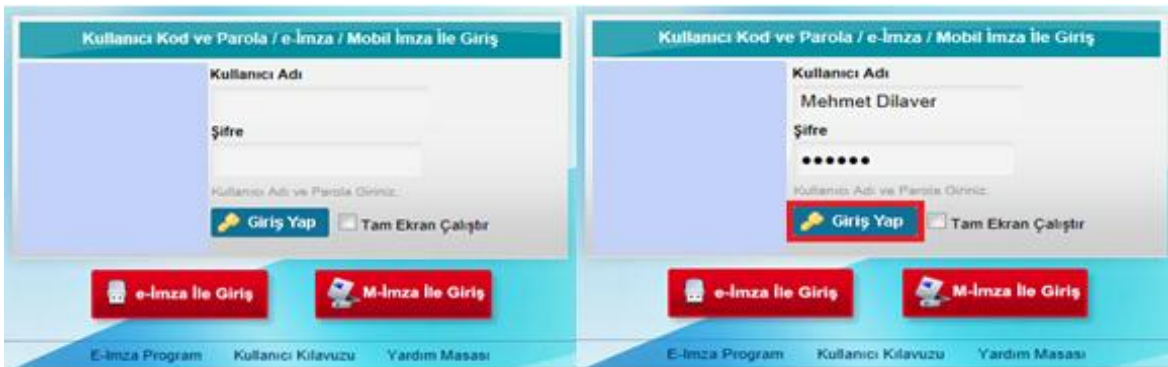 Kullanıcı Kod ve Parola / e-İmza / Mobil İmza İle Giriş
Kullanıcı Adı
Şifre
Kullanıcı Adı ve Parola Giriniz.
Giriş Yap
Tam Ekran Çalıştır
e-İmza İle Giriş
M-İmza İle Giriş
E-İmza Program
Kullanıcı Kılavuzu
Yardım Masası
Kullanıcı Kod ve Parola / e-İmza / Mobil İmza İle Giriş
Kullanıcı Adı
Mehmet Dilaver
Şifre
●●●●●●
Kullanıcı Adı ve Parola Giriniz.
Giriş Yap
Tam Ekran Çalıştır
e-İmza İle Giriş
M-İmza İle Giriş
E-İmza Program
Kullanıcı Kılavuzu
Yardım Masası